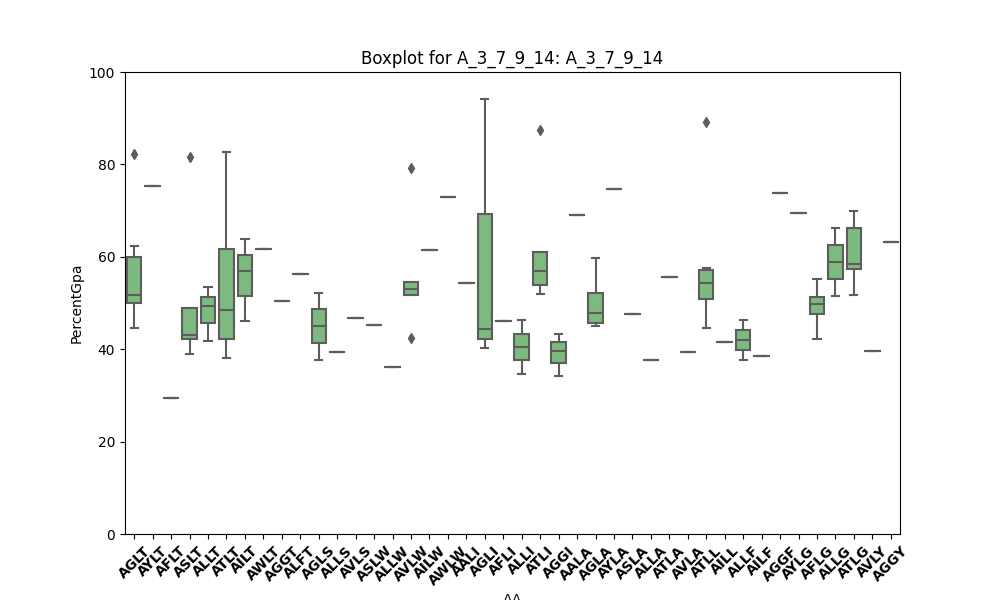 Boxplot for A_3_7_9_14: A_3_7_9_14
100
80
60
40
20
0
PercentGpa
AGLT
AYLT
AFLT
ASLT
ALLT
ATLT
AILT
AWLT
AGGT
ALFT
AGLS
ALLS
AVLS
ASLW
ALLW
AVLW
AILW
AWLW
AALI
AGLI
AFLI
ALLI
ATLI
AGGI
AALA
AGLA
AYLA
ASLA
ALLA
ATLA
AVLA
ATLL
AILL
ALLF
AILF
AGGF
AYLG
AFLG
ALLG
ATLG
AVLY
AGGY